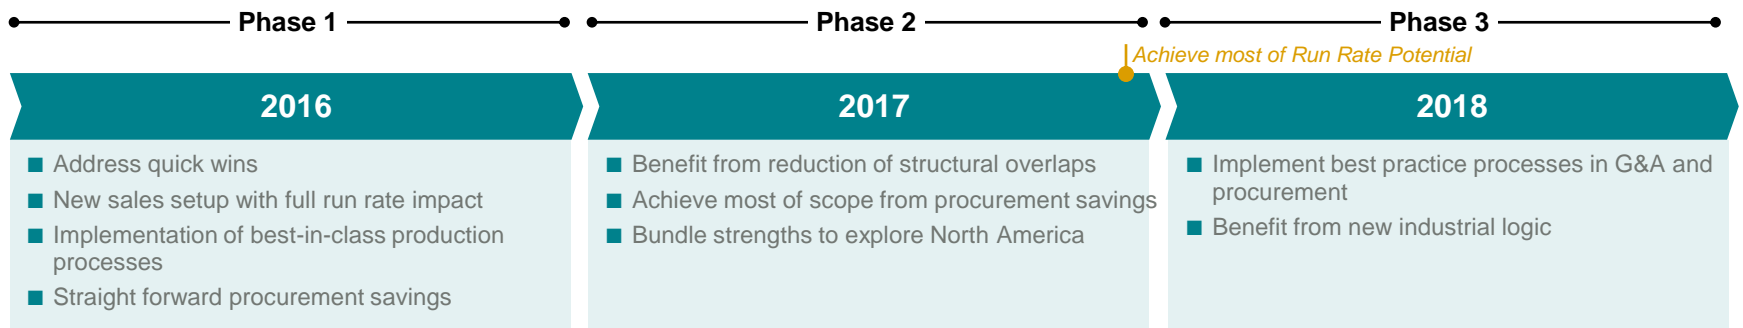 Phase 1
Phase 2
Phase 3
Achieve most of Run Rate Potential
2016
2017
2018
Address quick wins
New sales setup with full run rate impact
Implementation of best-in-class production
processes
Straight forward procurement savings
Benefit from reduction of structural overlaps
Achieve most of scope from procurement savings
Bundle strengths to explore North America
Implement best practice processes in G&A and
procurement
Benefit from new industrial logic